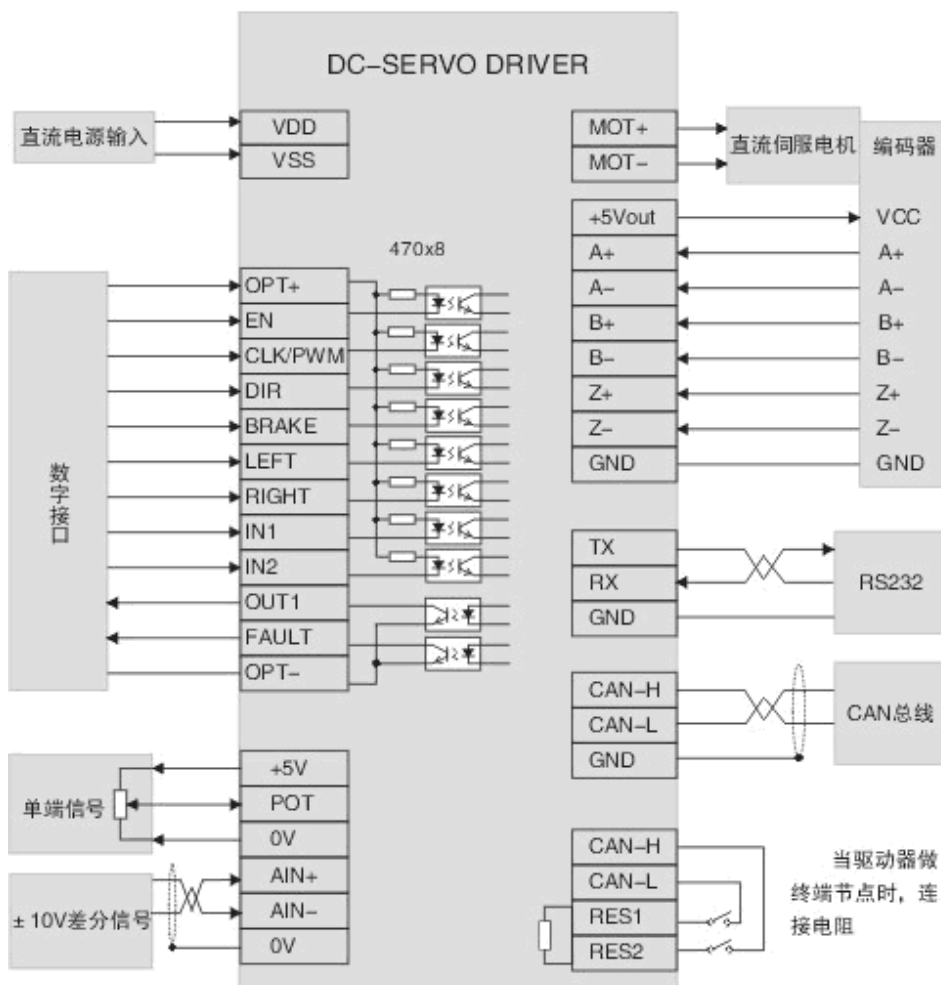 DC-SERVO DRIVER
直流电源输入
VDD
VSS
MOT+
MOT-
直流伺服电机
编码器
+5Vout
A+
A-
B+
B-
Z+
Z-
GND
VCC
A+
A-
B+
B-
Z+
Z-
GND
470x8
数字接口
OPT+
EN
CLK/PWM
DIR
BRAKE
LEFT
RIGHT
IN1
IN2
OUT1
FAULT
OPT-
TX
RX
GND
RS232
CAN-H
CAN-L
GND
CAN总线
单端信号
+5V
POT
0V
±10V差分信号
AIN+
AIN-
0V
CAN-H
CAN-L
RES1
RES2
当驱动器做
终端节点时，连
接电阻